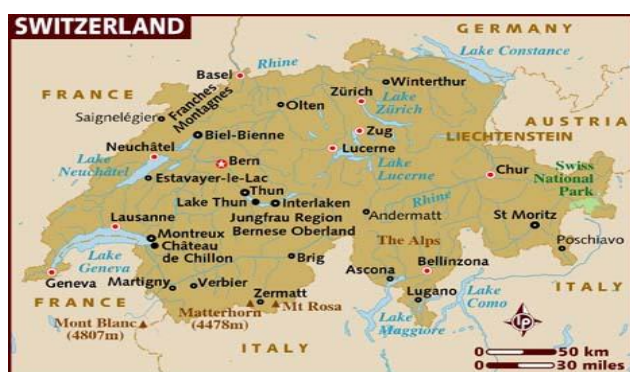 SWITZERLAND
GERMANY
Lake Constance
Basel
Rhine
FRANCE
Franches
Montagnes
Saignelégier
Olten
Zürich
Winterthur
Lake
Zürich
AUSTRIA
LIECHTENSTEIN
Biel-Bienne
Zug
Neuchâtel
Lucerne
Lake
Neuchâtel
Bern
Lake
Lucerne
Chur
Swiss
National
Park
Estavayer-le-Lac
Thun
Rhine
Lake Thun
Interlaken
Jungfrau Region
Bernese Oberland
Andermatt
St Moritz
Lausanne
Montreux
Château
de Chillon
The Alps
Poschiavo
Lake
Geneva
Brig
Ascona
Bellinzona
Geneva
Martigny
Verbier
Lugano
ITALY
FRANCE
Zermatt
Mt Rosa
Matterhorn
(4478m)
Lake
Como
Mont Blanc
(4807m)
Lake
Maggiore
ITALY
LP
0 50 km
0 30 miles